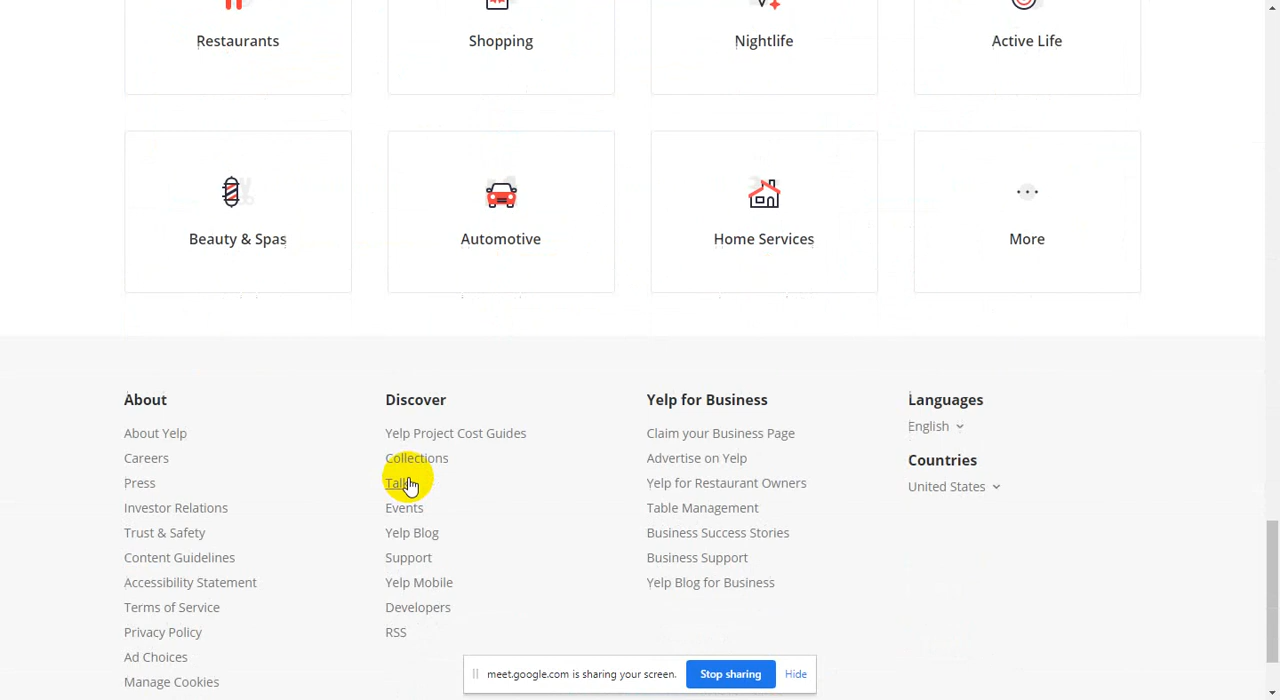 Restaurants
Shopping
Nightlife
Active Life
Beauty & Spas
Automotive
Home Services
More
About
About Yelp
Careers
Press
Investor Relations
Trust & Safety
Content Guidelines
Accessibility Statement
Terms of Service
Privacy Policy
Ad Choices
Manage Cookies
Discover
Yelp Project Cost Guides
Collections
Talk
Events
Yelp Blog
Support
Yelp Mobile
Developers
RSS
Yelp for Business
Claim your Business Page
Advertise on Yelp
Yelp for Restaurant Owners
Table Management
Business Success Stories
Business Support
Yelp Blog for Business
Languages
English
Countries
United States
meet.google.com is sharing your screen.
Stop sharing
Hide